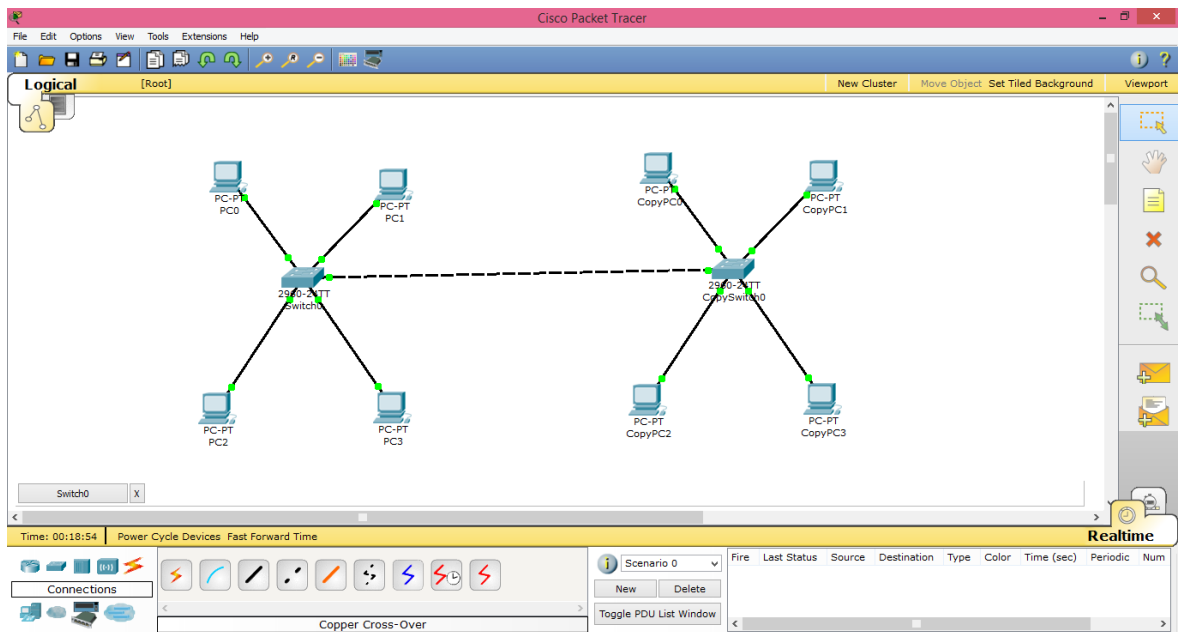 Cisco Packet Tracer
File Edit Options View Tools Extensions Help
Logical [Root] New Cluster Move Object Set Tiled Background Viewport
PC-PT
PC0
PC-PT
PC1
PC-PT
CopyPC0
PC-PT
CopyPC1
2960-24TT
Switch0
2960-24TT
CopySwitch0
PC-PT
PC2
PC-PT
PC3
PC-PT
CopyPC2
PC-PT
CopyPC3
Switch0 X
Time: 00:18:54 Power Cycle Devices Fast Forward Time Realtime
Connections
Copper Cross-Over
Scenario 0
New Delete
Toggle PDU List Window
Fire Last Status Source Destination Type Color Time (sec) Periodic Num